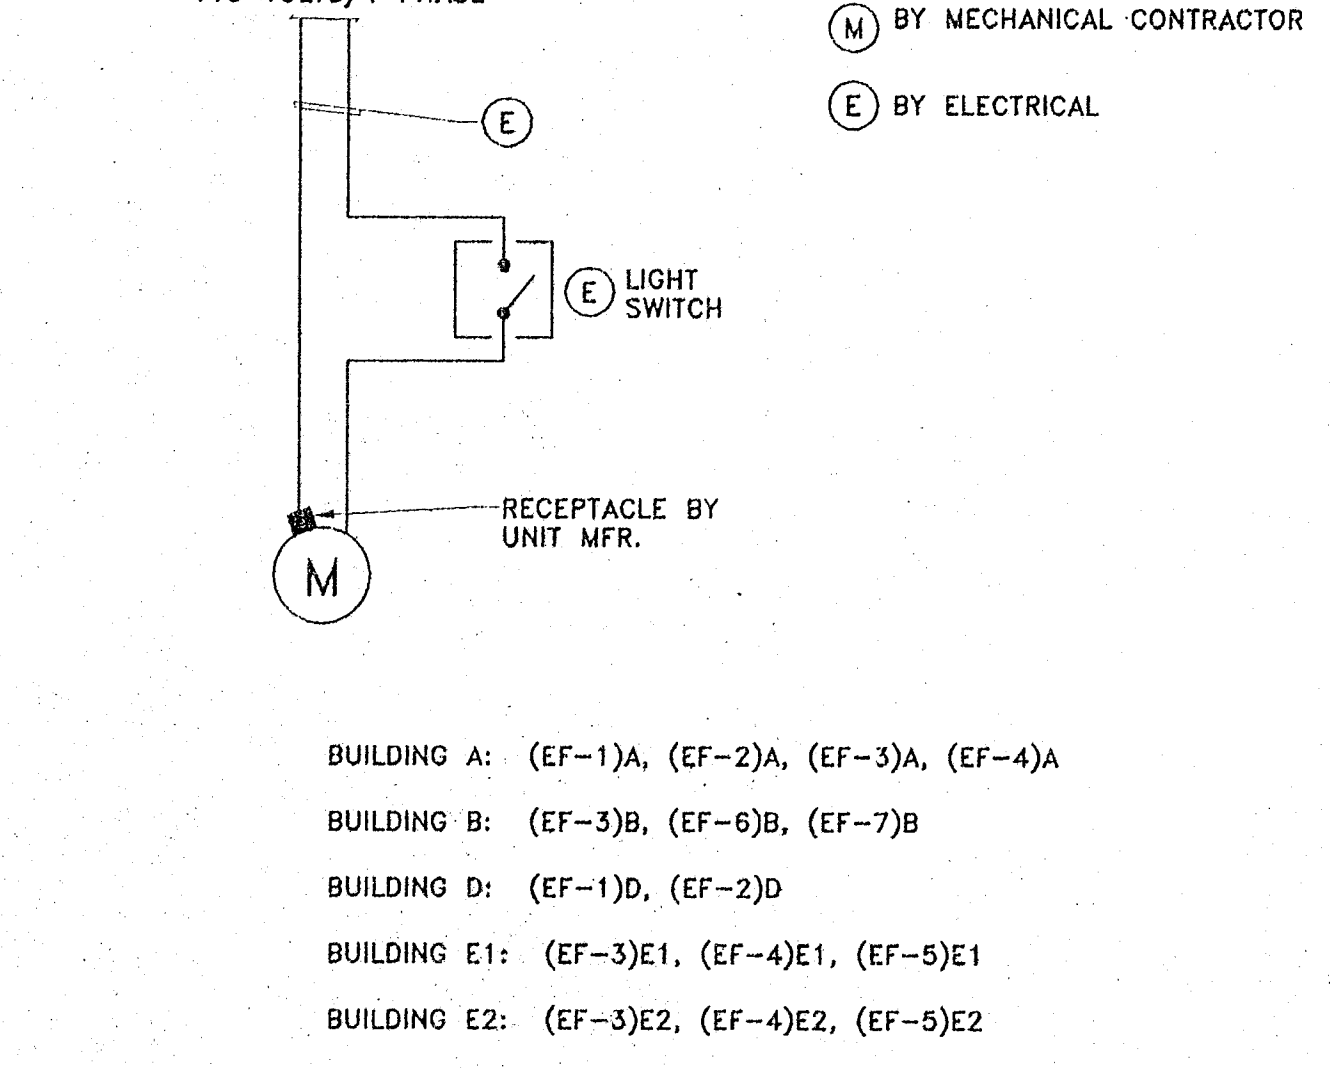 M BY MECHANICAL CONTRACTOR
E BY ELECTRICAL
E
E LIGHT
SWITCH
RECEPTACLE BY
UNIT MFR.
M
BUILDING A: (EF-1)A, (EF-2)A, (EF-3)A, (EF-4)A
BUILDING B: (EF-3)B, (EF-6)B, (EF-7)B
BUILDING D: (EF-1)D, (EF-2)D
BUILDING E1: (EF-3)E1, (EF-4)E1, (EF-5)E1
BUILDING E2: (EF-3)E2, (EF-4)E2, (EF-5)E2